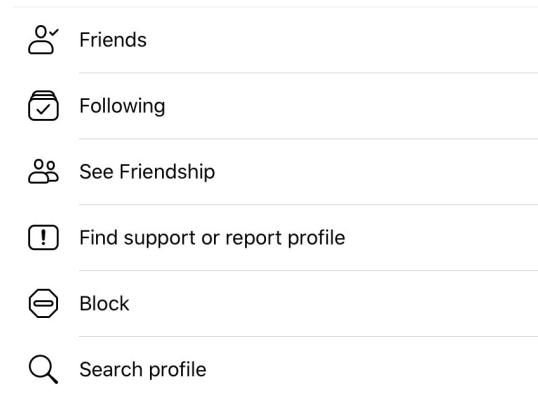 Friends
Following
See Friendship
Find support or report profile
Block
Search profile